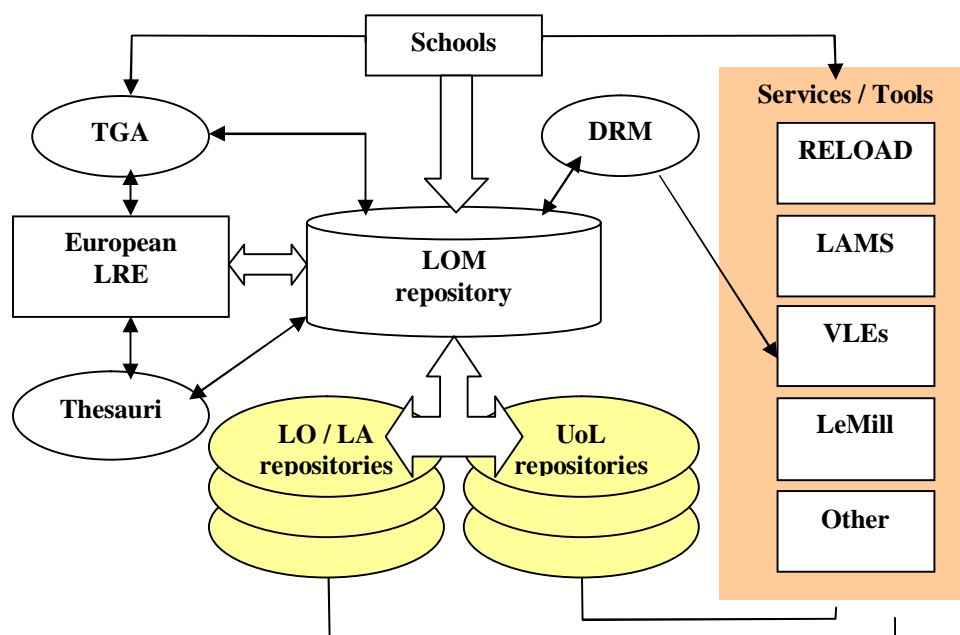 Schools
Services / Tools
TGA
DRM
RELOAD
European
LRE
LOM
repository
LAMS
VLEs
Thesauri
LO / LA
repositories
UoL
repositories
LeMill
Other